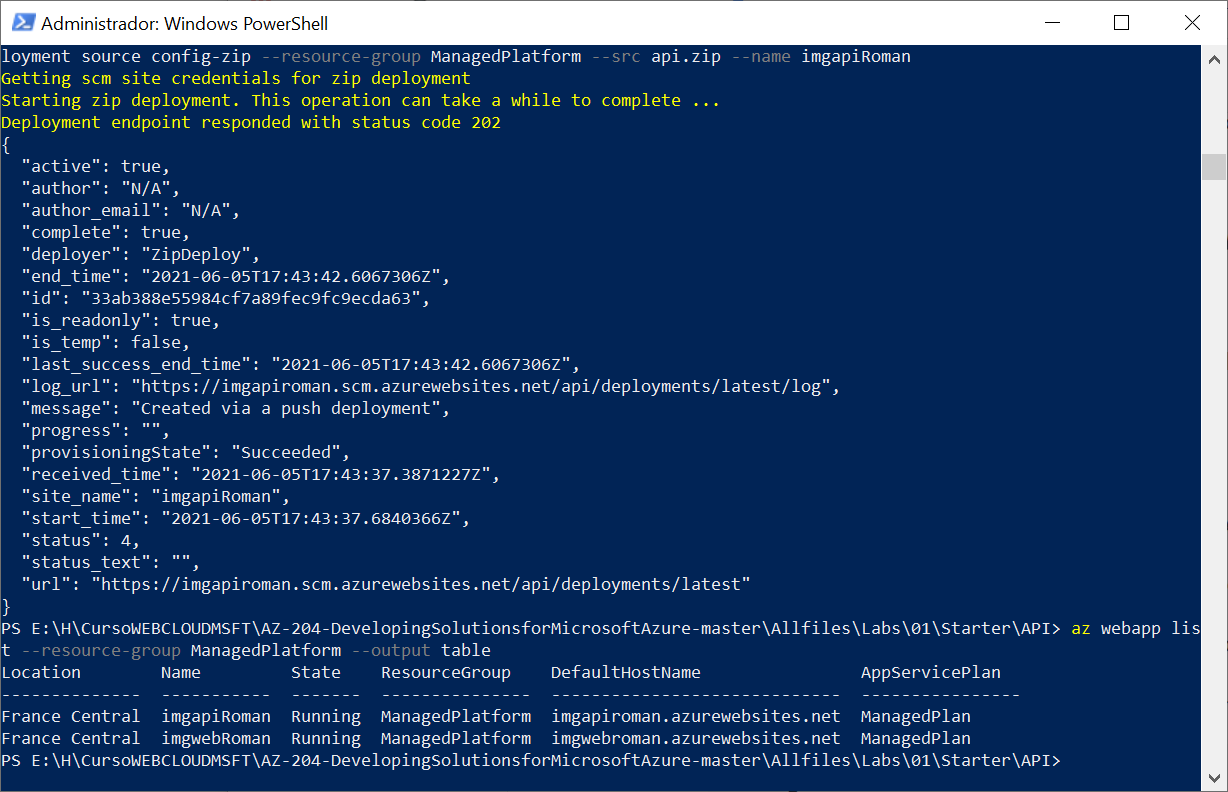 Administrador: Windows PowerShell
loyment source config-zip --resource-group ManagedPlatform --src api.zip --name imgapiRoman
Getting scm site credentials for zip deployment
Starting zip deployment. This operation can take a while to complete ...
Deployment endpoint responded with status code 202
{
  "active": true,
  "author": "N/A",
  "author_email": "N/A",
  "complete": true,
  "deployer": "ZipDeploy",
  "end_time": "2021-06-05T17:43:42.6067306Z",
  "id": "33ab388e55984cf7a89fec9fc9ecda63",
  "is_readonly": true,
  "is_temp": false,
  "last_success_end_time": "2021-06-05T17:43:42.6067306Z",
  "log_url": "https://imgapiroman.scm.azurewebsites.net/api/deployments/latest/log",
  "message": "Created via a push deployment",
  "progress": "",
  "provisioningState": "Succeeded",
  "received_time": "2021-06-05T17:43:37.3871227Z",
  "site_name": "imgapiRoman",
  "start_time": "2021-06-05T17:43:37.6840366Z",
  "status": 4,
  "status_text": "",
  "url": "https://imgapiroman.scm.azurewebsites.net/api/deployments/latest"
}
PS E:\H\CursoWEBCLOUDMSFT\AZ-204-DevelopingSolutionsforMicrosoftAzure-master\Allfiles\Labs\01\Starter\API> az webapp lis
t --resource-group ManagedPlatform --output table
Location        Name         State    ResourceGroup    DefaultHostName                AppServicePlan
--------------  -----------  -------  ---------------  -----------------------------  ----------------
France Central  imgapiRoman  Running  ManagedPlatform  imgapiroman.azurewebsites.net  ManagedPlan
France Central  imgwebRoman  Running  ManagedPlatform  imgwebroman.azurewebsites.net  ManagedPlan
PS E:\H\CursoWEBCLOUDMSFT\AZ-204-DevelopingSolutionsforMicrosoftAzure-master\Allfiles\Labs\01\Starter\API>